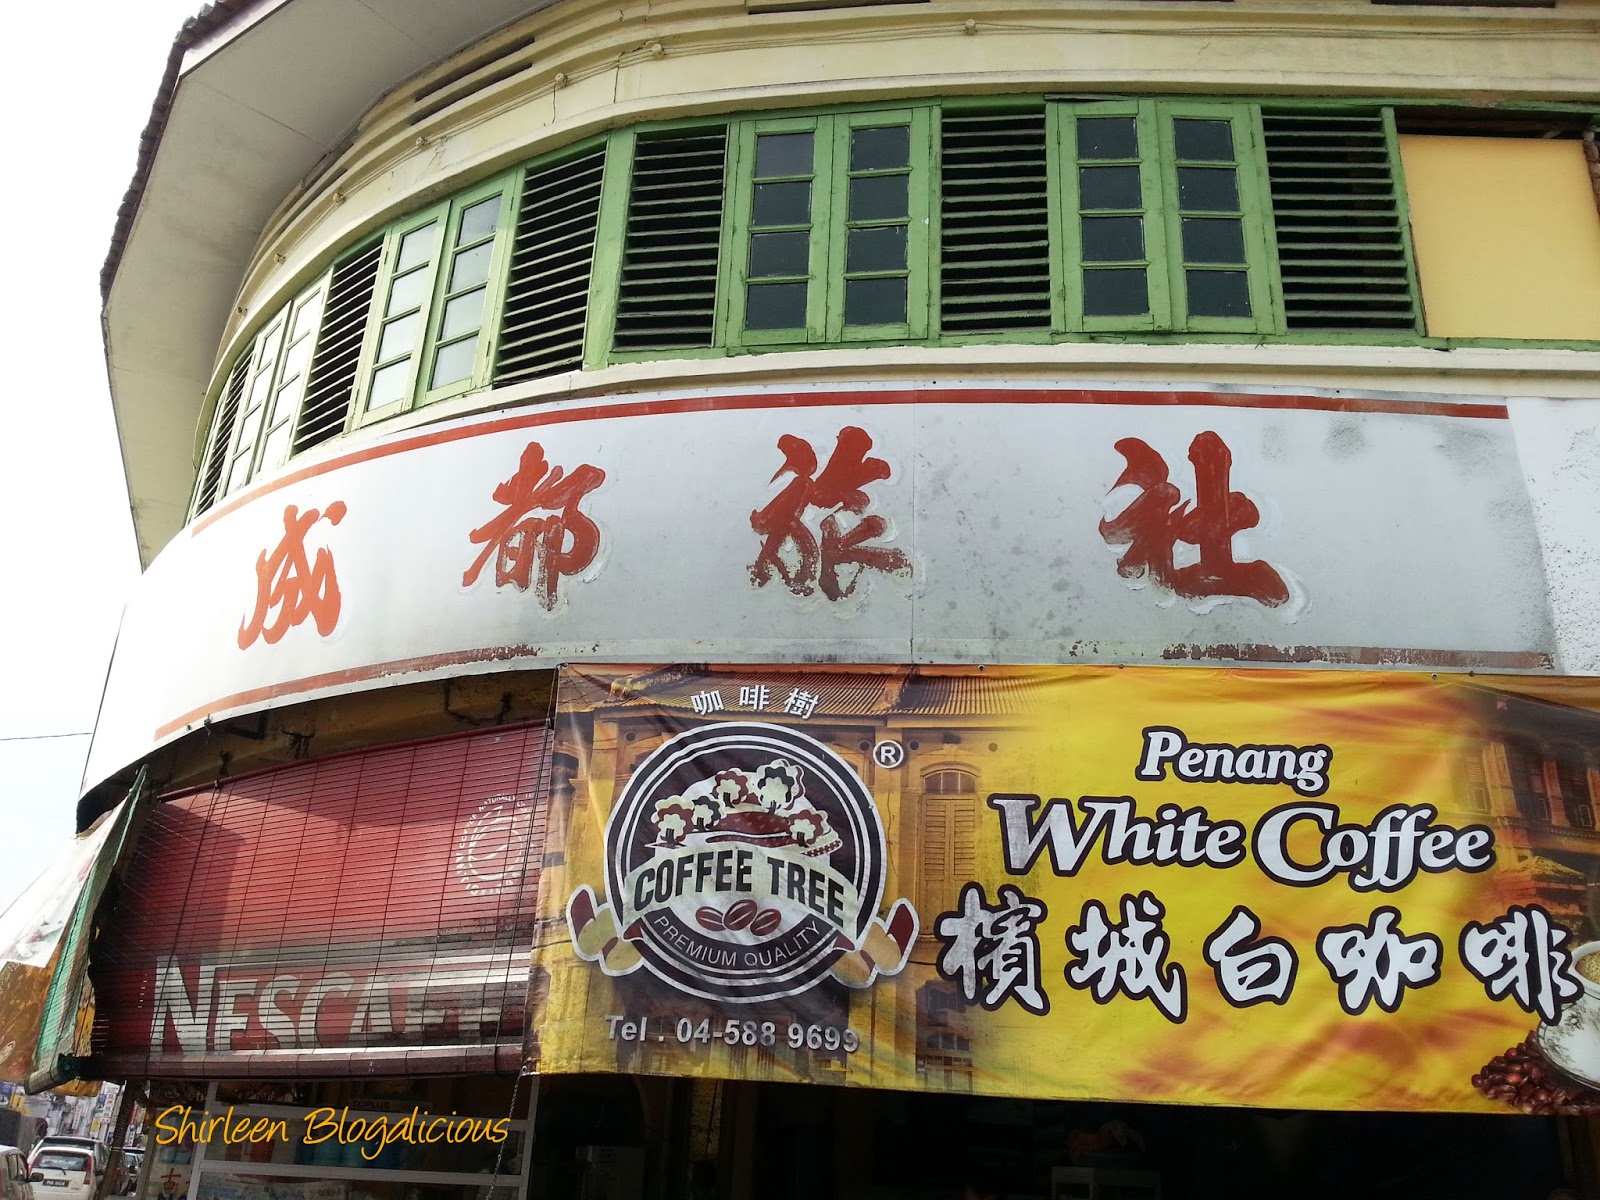 成都旅社
咖啡樹
®
COFFEE TREE
PREMIUM QUALITY
Tel : 04-588 9699
Penang
White Coffee
檳城白咖啡
NESCAF
Shirleen Blogalicious